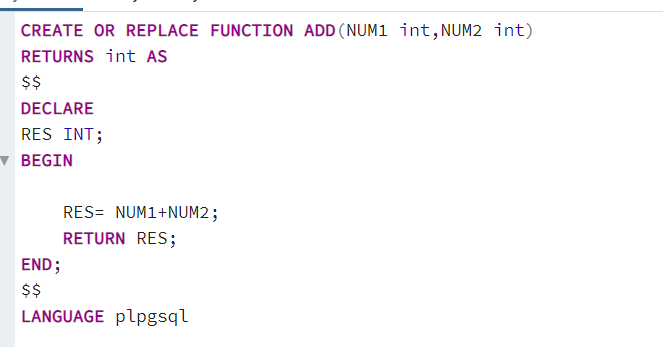 CREATE OR REPLACE FUNCTION ADD(NUM1 int,NUM2 int)
RETURNS int AS
$$
DECLARE
RES INT;
BEGIN
RES= NUM1+NUM2;
RETURN RES;
END;
$$
LANGUAGE plpgsql